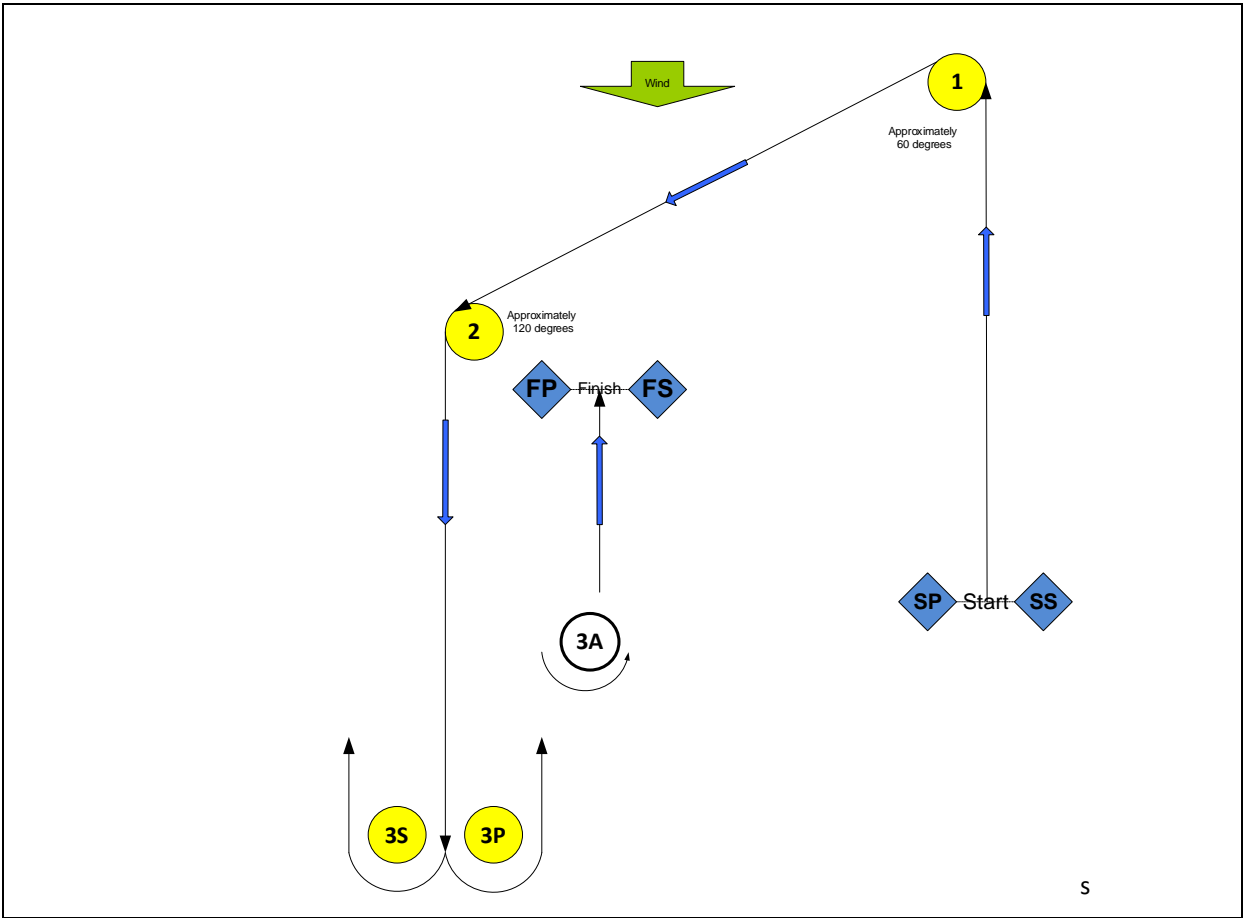 Wind
1
Approximately
60 degrees
2
Approximately
120 degrees
FP Finish FS
SP Start SS
3A
3S
3P
s